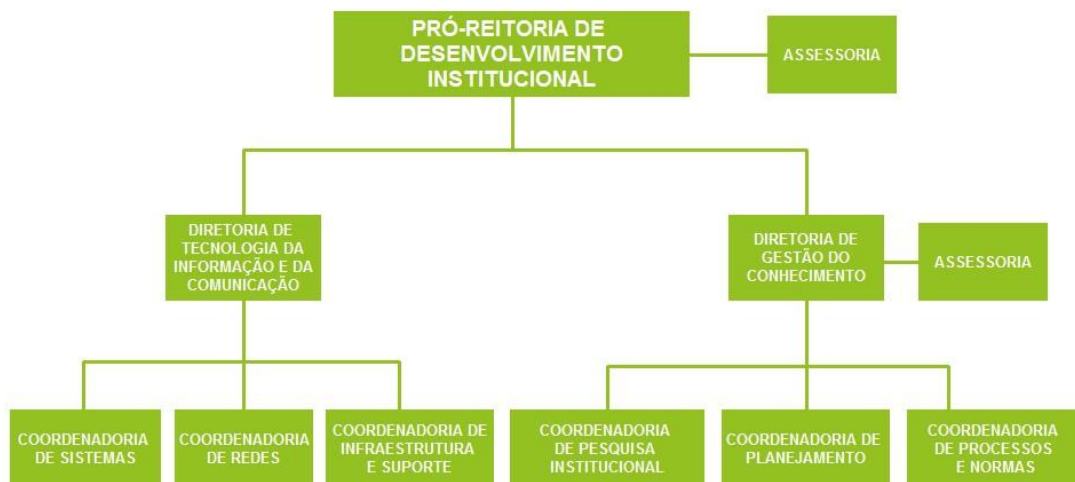 PRÓ-REITORIA DE
DESENVOLVIMENTO
INSTITUCIONAL
ASSESSORIA
DIRETORIA DE
TECNOLOGIA DA
INFORMAÇÃO E DA
COMUNICAÇÃO
DIRETORIA DE
GESTÃO DO
CONHECIMENTO
ASSESSORIA
COORDENADORIA
DE SISTEMAS
COORDENADORIA
DE REDES
COORDENADORIA DE
INFRAESTRUTURA
E SUPORTE
COORDENADORIA
DE PESQUISA
INSTITUCIONAL
COORDENADORIA DE
PLANEJAMENTO
COORDENADORIA
DE PROCESSOS
E NORMAS